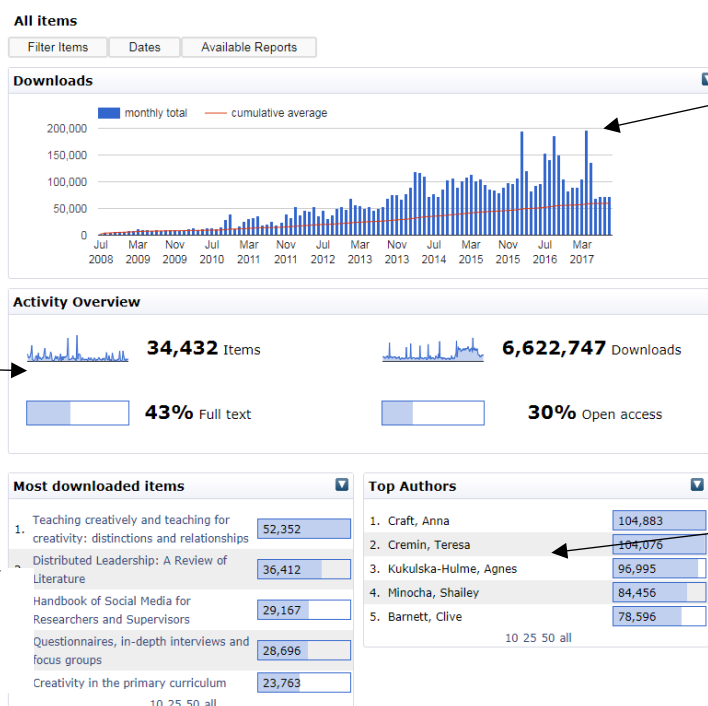 All items
Filter Items
Dates
Available Reports
Downloads
monthly total
cumulative average
200,000
150,000
100,000
50,000
0
Jul 2008
Mar 2009
Nov 2009
Jul 2010
Mar 2011
Nov 2011
Jul 2012
Mar 2013
Nov 2013
Jul 2014
Mar 2015
Nov 2015
Jul 2016
Mar 2017
Activity Overview
34,432 Items
6,622,747 Downloads
43% Full text
30% Open access
Most downloaded items
1. Teaching creatively and teaching for
creativity: distinctions and relationships
52,352
Distributed Leadership: A Review of
Literature
36,412
Handbook of Social Media for
Researchers and Supervisors
29,167
Questionnaires, in-depth interviews and
focus groups
28,696
Creativity in the primary curriculum
23,763
10 25 50 all
Top Authors
1. Craft, Anna 104,883
2. Cremin, Teresa 104,076
3. Kukulska-Hulme, Agnes 96,995
4. Minocha, Shailey 84,456
5. Barnett, Clive 78,596
10 25 50 all